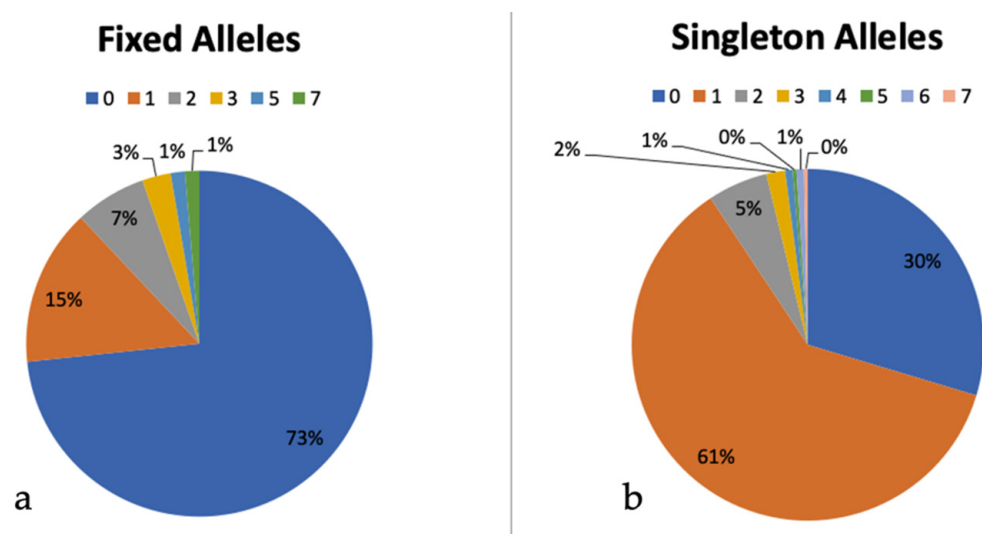 Fixed Alleles
0 1 2 3 5 7
3% 1% 1%
7%
15%
73%
a
Singleton Alleles
0 1 2 3 4 5 6 7
2% 1% 0% 1% 0%
5%
30%
61%
b